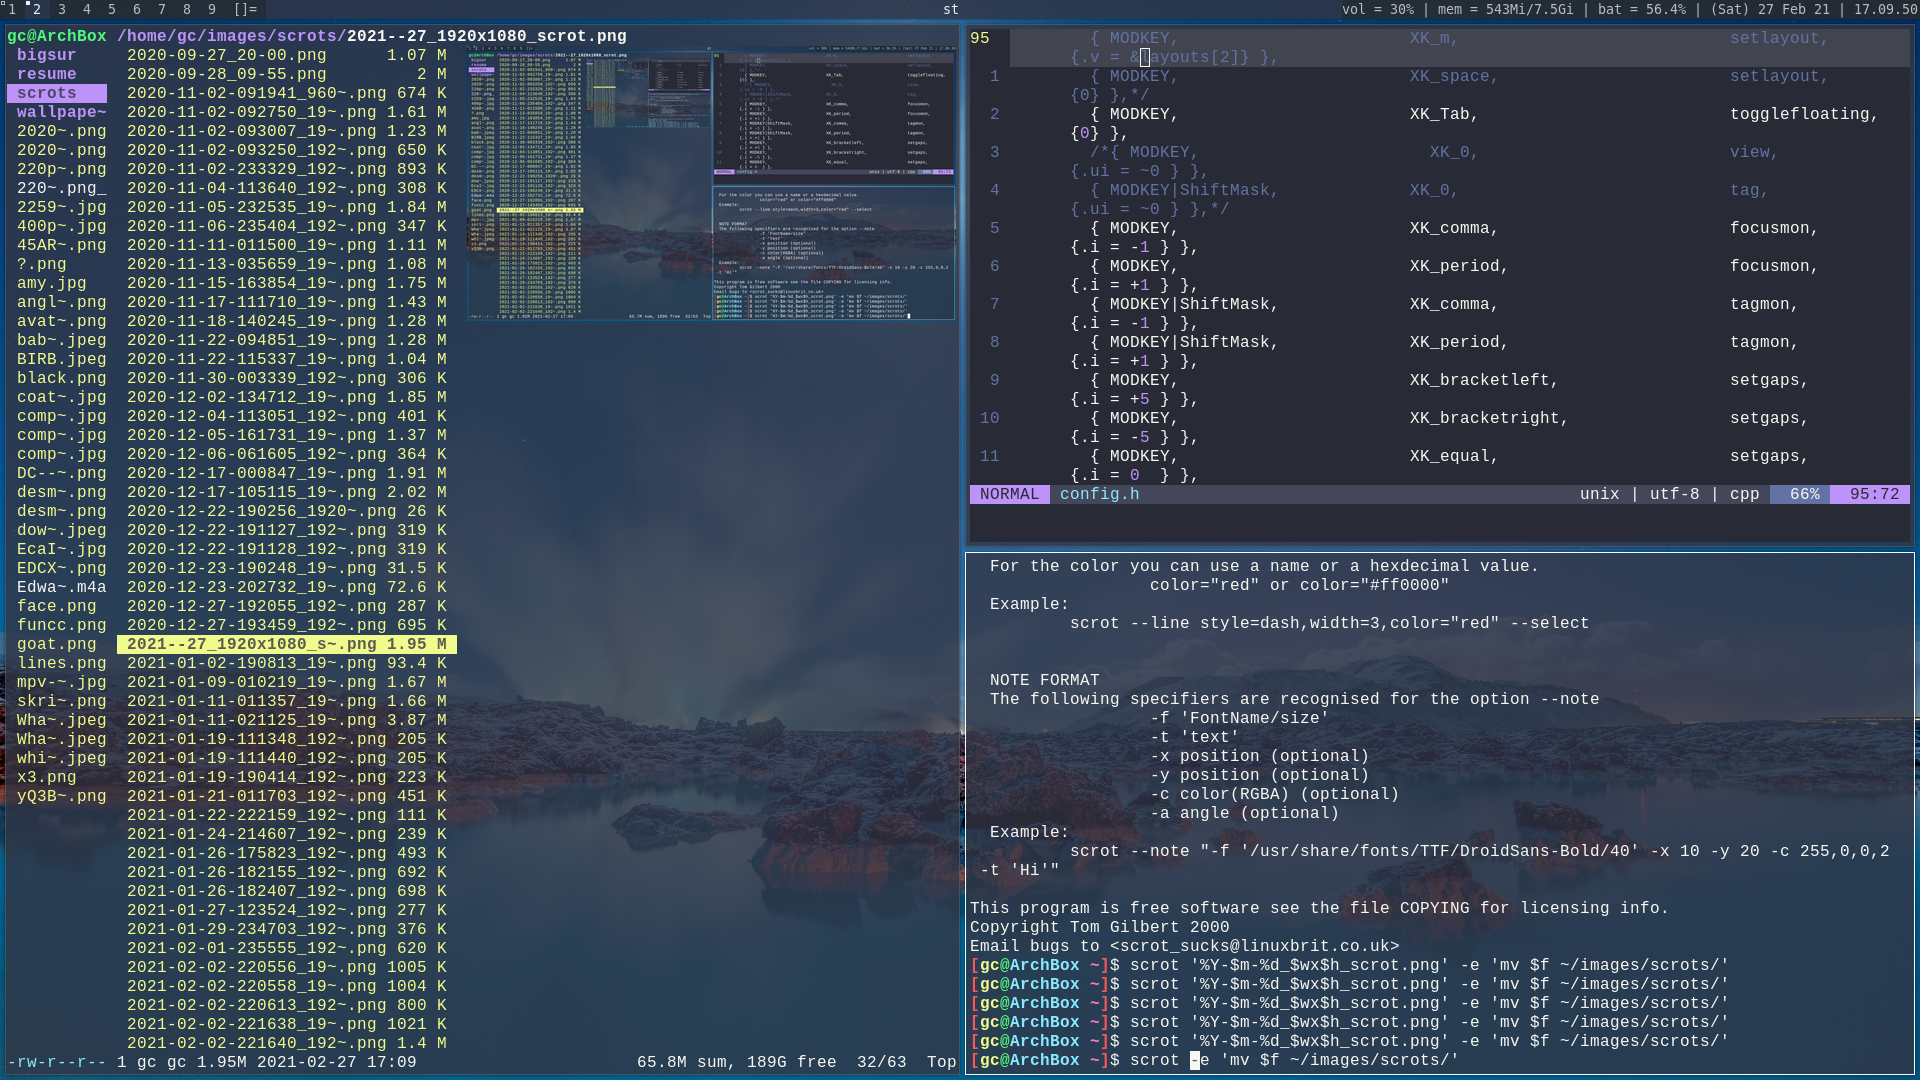 1 2 3 4 5 6 7 8 9 []= st vol = 30% | mem = 543Mi/7.5Gi | bat = 56.4% | (Sat) 27 Feb 21 | 17.09.50
gc@ArchBox /home/gc/images/scrots/2021--27_1920x1080_scrot.png
bigsur 2020-09-27_20-00.png 1.07 M
resume 2020-09-28_09-55.png 2 M
scrots 2020-11-02-091941_960~.png 674 K
wallpape~ 2020-11-02-092750_19~.png 1.61 M
2020~.png 2020-11-02-093007_19~.png 1.23 M
2020~.png 2020-11-02-093250_192~.png 650 K
220p~.png 2020-11-02-233329_192~.png 893 K
220~.png_ 2020-11-04-113640_192~.png 308 K
2259~.jpg 2020-11-05-232535_19~.png 1.84 M
400p~.jpg 2020-11-06-235404_192~.png 347 K
45AR~.png 2020-11-11-011500_19~.png 1.11 M
?.png 2020-11-13-035659_19~.png 1.08 M
amy.jpg 2020-11-15-163854_19~.png 1.75 M
angl~.png 2020-11-17-111710_19~.png 1.43 M
avat~.png 2020-11-18-140245_19~.png 1.28 M
bab~.jpeg 2020-11-22-094851_19~.png 1.28 M
BIRB.jpeg 2020-11-22-115337_19~.png 1.04 M
black.png 2020-11-30-003339_192~.png 306 K
coat~.jpg 2020-12-02-134712_19~.png 1.85 M
comp~.jpg 2020-12-04-113051_192~.png 401 K
comp~.jpg 2020-12-05-161731_19~.png 1.37 M
comp~.jpg 2020-12-06-061605_192~.png 364 K
DC--~.png 2020-12-17-000847_19~.png 1.91 M
desm~.png 2020-12-17-105115_19~.png 2.02 M
desm~.png 2020-12-22-190256_1920~.png 26 K
dow~.jpeg 2020-12-22-191127_192~.png 319 K
EcaI~.jpg 2020-12-22-191128_192~.png 319 K
EDCX~.png 2020-12-23-190248_19~.png 31.5 K
Edwa~.m4a 2020-12-23-202732_19~.png 72.6 K
face.png 2020-12-27-192055_192~.png 287 K
funcc.png 2020-12-27-193459_192~.png 695 K
goat.png 2021--27_1920x1080_s~.png 1.95 M
lines.png 2021-01-02-190813_19~.png 93.4 K
mpv-~.jpg 2021-01-09-010219_19~.png 1.67 M
skri~.png 2021-01-11-011357_19~.png 1.66 M
Wha~.jpeg 2021-01-11-021125_19~.png 3.87 M
Wha~.jpeg 2021-01-19-111348_192~.png 205 K
whi~.jpeg 2021-01-19-111440_192~.png 205 K
x3.png 2021-01-19-190414_192~.png 223 K
yQ3B~.png 2021-01-21-011703_192~.png 451 K
2021-01-22-222159_192~.png 111 K
2021-01-24-214607_192~.png 239 K
2021-01-26-175823_192~.png 493 K
2021-01-26-182155_192~.png 692 K
2021-01-26-182407_192~.png 698 K
2021-01-27-123524_192~.png 277 K
2021-01-29-234703_192~.png 376 K
2021-02-01-235555_192~.png 620 K
2021-02-02-220556_19~.png 1005 K
2021-02-02-220558_19~.png 1004 K
2021-02-02-220613_192~.png 800 K
2021-02-02-221638_19~.png 1021 K
2021-02-02-221640_192~.png 1.4 M
-rw-r--r-- 1 gc gc 1.95M 2021-02-27 17:09 65.8M sum, 189G free 32/63 Top
95 { MODKEY, XK_m, setlayout,
{.v = &layouts[2]} },
1 { MODKEY, XK_space, setlayout,
{0} },*/
2 { MODKEY, XK_Tab, togglefloating,
{0} },
3 /*{ MODKEY, XK_0, view,
{.ui = ~0 } },
4 { MODKEY|ShiftMask, XK_0, tag,
{.ui = ~0 } },*/
5 { MODKEY, XK_comma, focusmon,
{.i = -1 } },
6 { MODKEY, XK_period, focusmon,
{.i = +1 } },
7 { MODKEY|ShiftMask, XK_comma, tagmon,
{.i = -1 } },
8 { MODKEY|ShiftMask, XK_period, tagmon,
{.i = +1 } },
9 { MODKEY, XK_bracketleft, setgaps,
{.i = +5 } },
10 { MODKEY, XK_bracketright, setgaps,
{.i = -5 } },
11 { MODKEY, XK_equal, setgaps,
{.i = 0 } },
NORMAL config.h unix | utf-8 | cpp 66% 95:72
For the color you can use a name or a hexdecimal value.
color="red" or color="#ff0000"
Example:
scrot --line style=dash,width=3,color="red" --select
NOTE FORMAT
The following specifiers are recognised for the option --note
-f 'FontName/size'
-t 'text'
-x position (optional)
-y position (optional)
-c color(RGBA) (optional)
-a angle (optional)
Example:
scrot --note "-f '/usr/share/fonts/TTF/DroidSans-Bold/40' -x 10 -y 20 -c 255,0,0,2
-t 'Hi'"
This program is free software see the file COPYING for licensing info.
Copyright Tom Gilbert 2000
Email bugs to <scrot_sucks@linuxbrit.co.uk>
[gc@ArchBox ~]$ scrot '%Y-$m-%d_$wx$h_scrot.png' -e 'mv $f ~/images/scrots/'
[gc@ArchBox ~]$ scrot '%Y-$m-%d_$wx$h_scrot.png' -e 'mv $f ~/images/scrots/'
[gc@ArchBox ~]$ scrot '%Y-$m-%d_$wx$h_scrot.png' -e 'mv $f ~/images/scrots/'
[gc@ArchBox ~]$ scrot '%Y-$m-%d_$wx$h_scrot.png' -e 'mv $f ~/images/scrots/'
[gc@ArchBox ~]$ scrot '%Y-$m-%d_$wx$h_scrot.png' -e 'mv $f ~/images/scrots/'
[gc@ArchBox ~]$ scrot -e 'mv $f ~/images/scrots/'